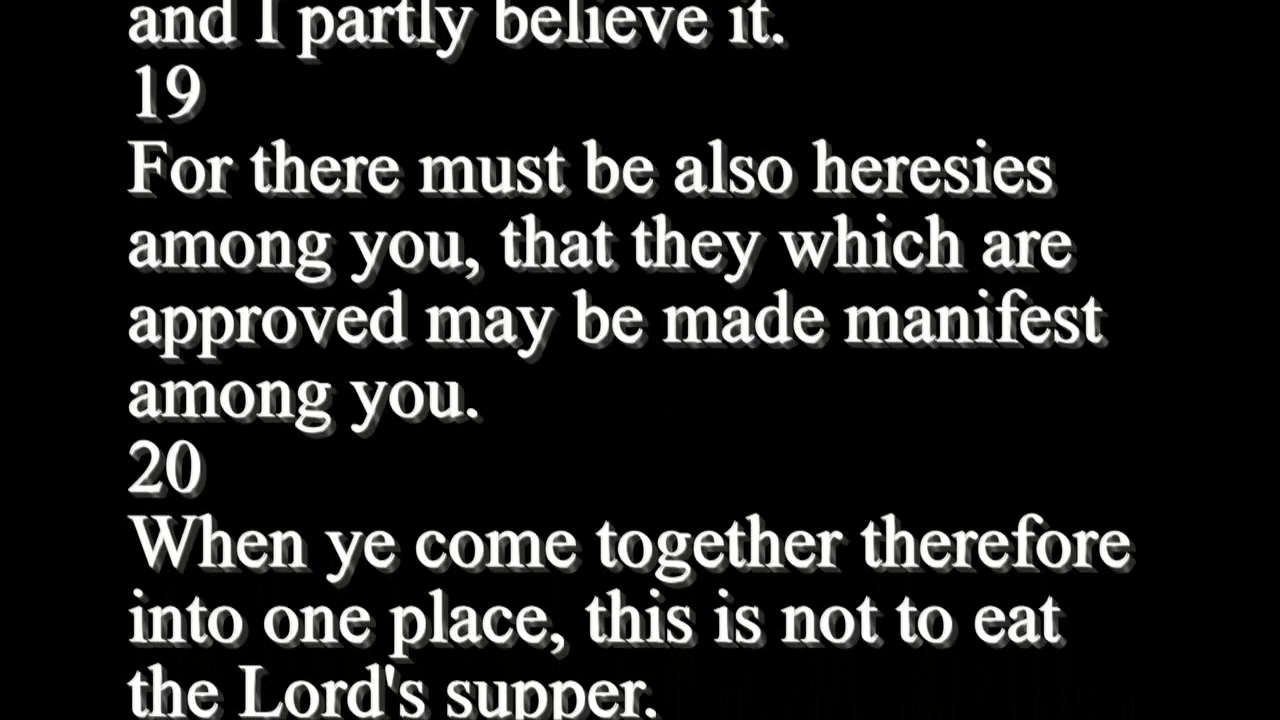 and I partly believe it.
19
For there must be also heresies
among you, that they which are
approved may be made manifest
among you.
20
When ye come together therefore
into one place, this is not to eat
the Lord's supper.